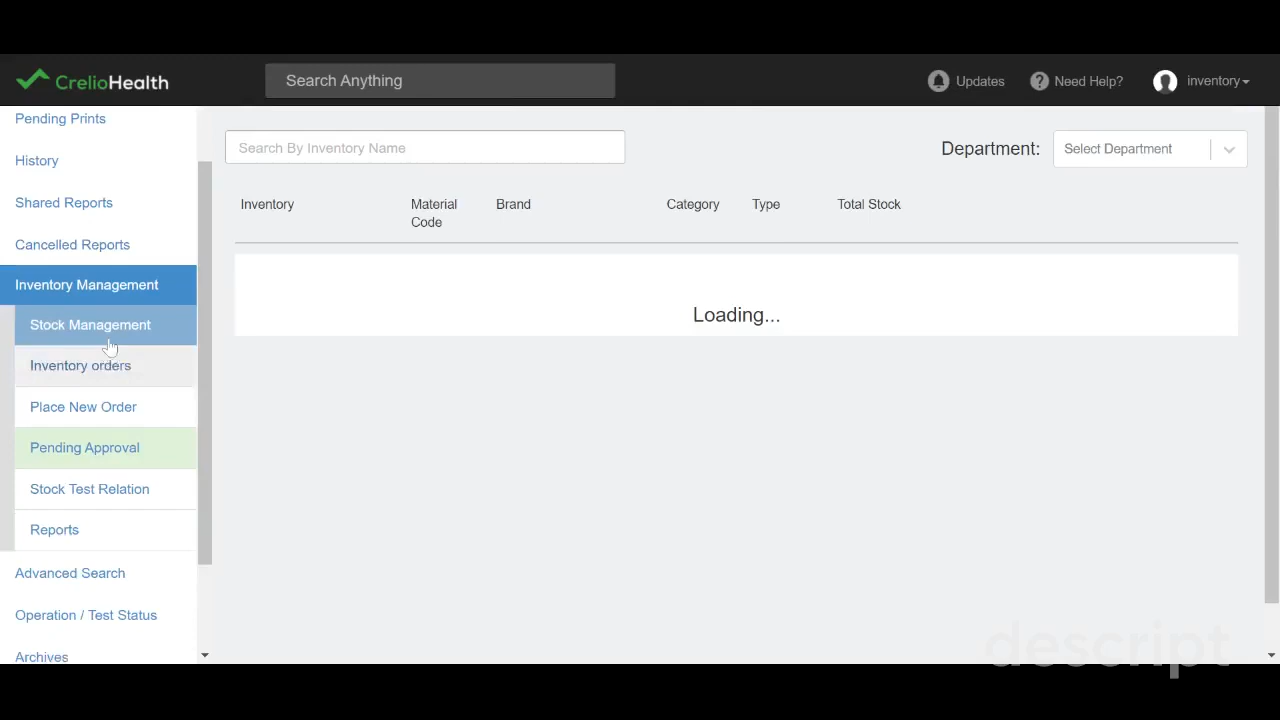 CrelioHealth
Search Anything
Updates
Need Help?
inventory
Pending Prints
History
Shared Reports
Cancelled Reports
Inventory Management
Stock Management
Inventory orders
Place New Order
Pending Approval
Stock Test Relation
Reports
Advanced Search
Operation / Test Status
Archives
Search By Inventory Name
Department:
Select Department
Inventory
Material
Code
Brand
Category
Type
Total Stock
Loading...
descript